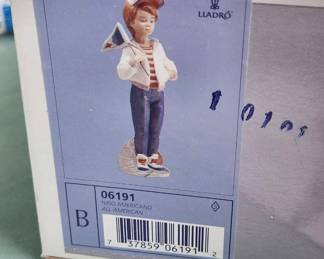 LLADRÓ
06191
NIÑO AMERICANO
ALL AMERICAN
B
7 37859 06191 2